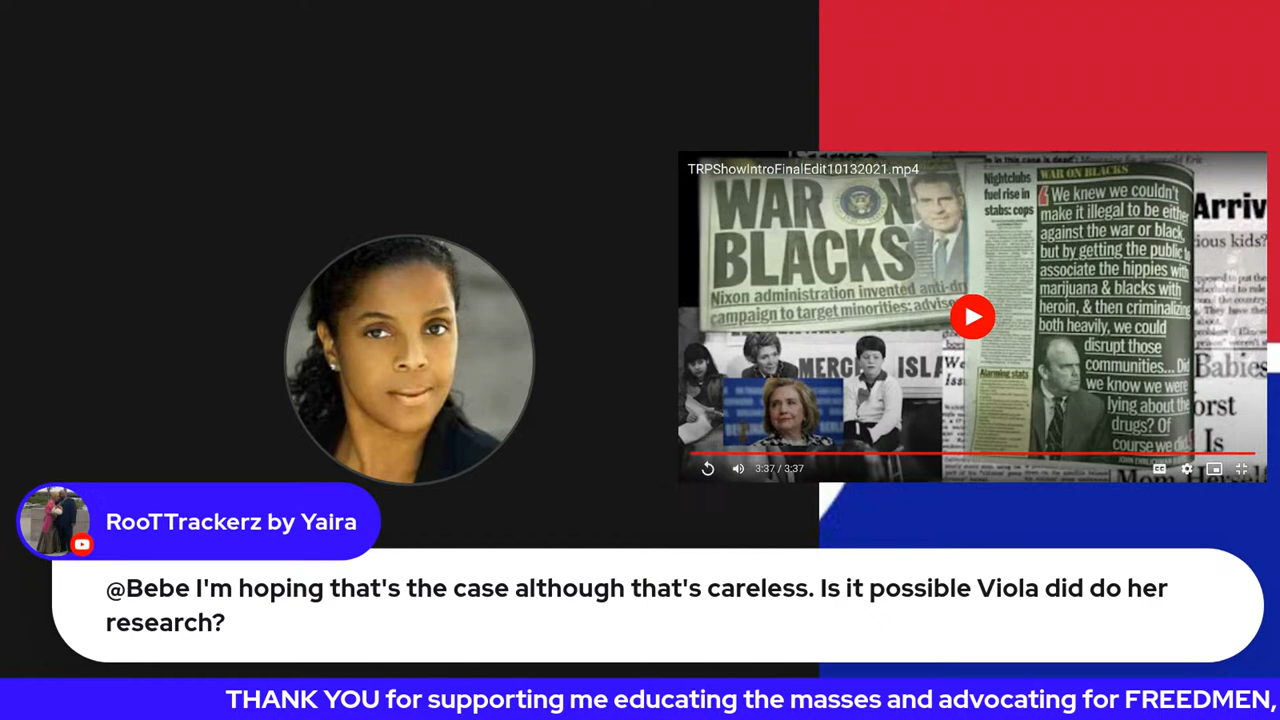 TRPShowIntroFinalEdit10132021.mp4
WAR ON
BLACKS
Nixon administration invented anti-dr
campaign to target minorities: advise
MERC ISLA
Nightclubs
fuel rise in
stabs: cops
Alarming stats
WAR ON BLACKS
We knew we couldn't
make it illegal to be either
against the war or black,
but by getting the public to
associate the hippies with
marijuana & blacks with
heroin, & then criminalizing
both heavily, we could
disrupt those
communities... Did
we know we were
lying about the
drugs? Of
course we did.
Arriv
ious kids?
Babies
orst
Is
Mom Herself
3:37 / 3:37
CC
RooTTrackerz by Yaira
@Bebe I'm hoping that's the case although that's careless. Is it possible Viola did do her
research?
THANK YOU for supporting me educating the masses and advocating for FREEDMEN,